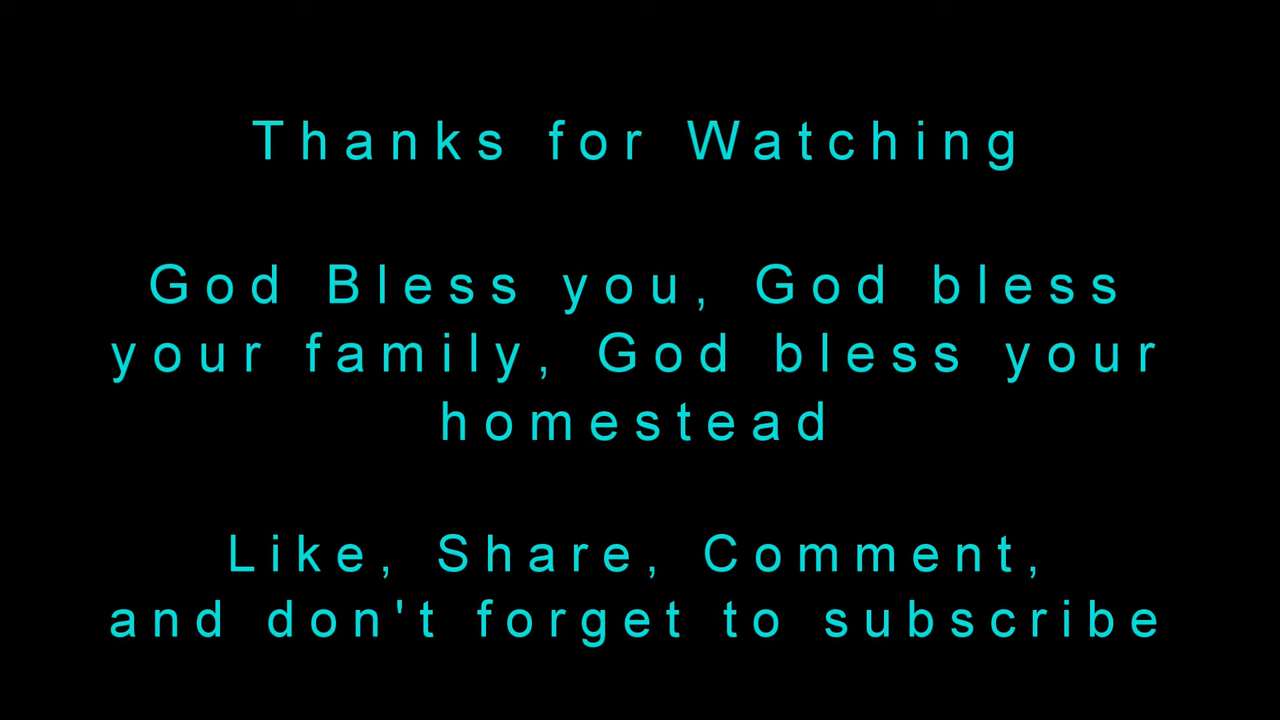 Thanks for Watching
God Bless you, God bless
your family, God bless your
homestead
Like, Share, Comment,
and don't forget to subscribe